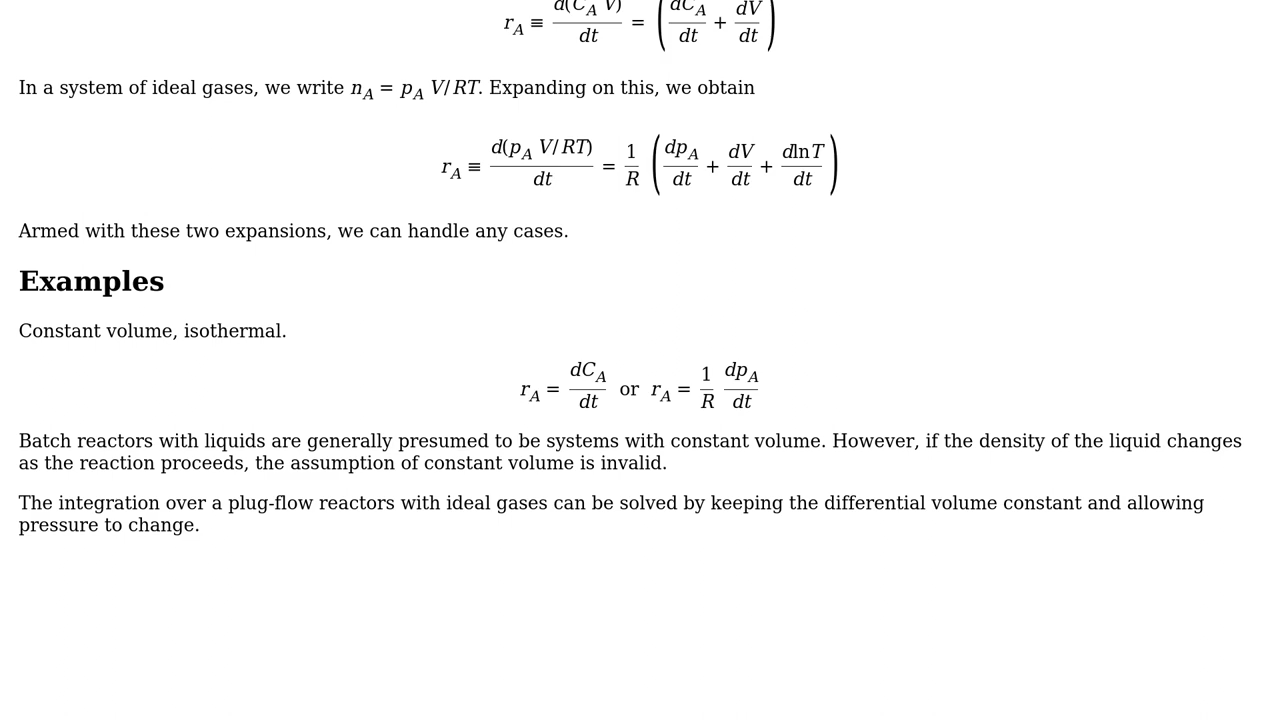 r_A ≡ d(C_A V)/dt = (dC_A/dt + dV/dt)
In a system of ideal gases, we write n_A = p_A V/RT. Expanding on this, we obtain
r_A ≡ d(p_A V/RT)/dt = 1/R (dp_A/dt + dV/dt + dlnT/dt)
Armed with these two expansions, we can handle any cases.
Examples
Constant volume, isothermal.
r_A = dC_A/dt or r_A = 1/R dp_A/dt
Batch reactors with liquids are generally presumed to be systems with constant volume. However, if the density of the liquid changes
as the reaction proceeds, the assumption of constant volume is invalid.
The integration over a plug-flow reactors with ideal gases can be solved by keeping the differential volume constant and allowing
pressure to change.